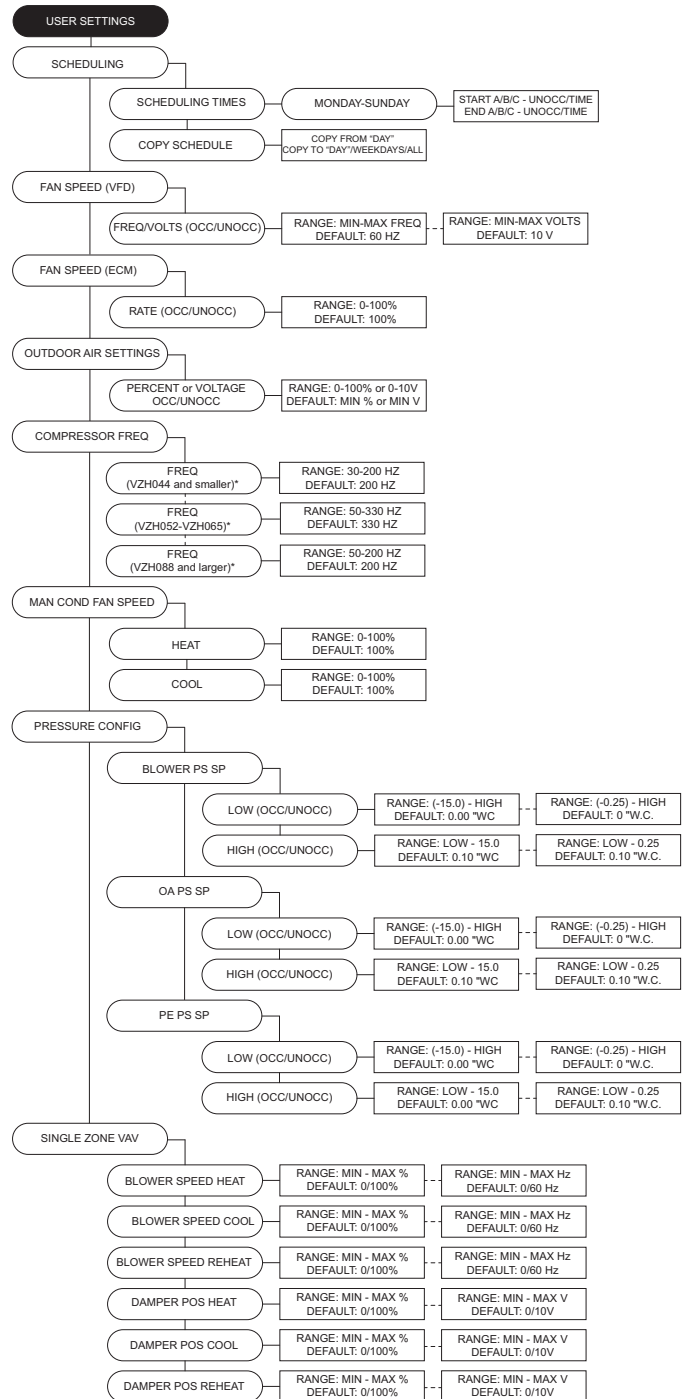 USER SETTINGS
SCHEDULING
SCHEDULING TIMES
MONDAY-SUNDAY
START A/B/C - UNOCC/TIME
END A/B/C - UNOCC/TIME
COPY SCHEDULE
COPY FROM "DAY"
COPY TO "DAY"/WEEKDAYS/ALL
FAN SPEED (VFD)
FREQ/VOLTS (OCC/UNOCC)
RANGE: MIN-MAX FREQ
DEFAULT: 60 HZ
RANGE: MIN-MAX VOLTS
DEFAULT: 10 V
FAN SPEED (ECM)
RATE (OCC/UNOCC)
RANGE: 0-100%
DEFAULT: 100%
OUTDOOR AIR SETTINGS
PERCENT or VOLTAGE
OCC/UNOCC
RANGE: 0-100% or 0-10V
DEFAULT: MIN % or MIN V
COMPRESSOR FREQ
FREQ
(VZH044 and smaller)*
RANGE: 30-200 HZ
DEFAULT: 200 HZ
FREQ
(VZH052-VZH065)*
RANGE: 50-330 HZ
DEFAULT: 330 HZ
FREQ
(VZH088 and larger)*
RANGE: 50-200 HZ
DEFAULT: 200 HZ
MAN COND FAN SPEED
HEAT
RANGE: 0-100%
DEFAULT: 100%
COOL
RANGE: 0-100%
DEFAULT: 100%
PRESSURE CONFIG
BLOWER PS SP
LOW (OCC/UNOCC)
RANGE: (-15.0) - HIGH
DEFAULT: 0.00 "WC
RANGE: (-0.25) - HIGH
DEFAULT: 0 "W.C.
HIGH (OCC/UNOCC)
RANGE: LOW - 15.0
DEFAULT: 0.10 "WC
RANGE: LOW - 0.25
DEFAULT: 0.10 "W.C.
OA PS SP
LOW (OCC/UNOCC)
RANGE: (-15.0) - HIGH
DEFAULT: 0.00 "WC
RANGE: (-0.25) - HIGH
DEFAULT: 0 "W.C.
HIGH (OCC/UNOCC)
RANGE: LOW - 15.0
DEFAULT: 0.10 "WC
RANGE: LOW - 0.25
DEFAULT: 0.10 "W.C.
PE PS SP
LOW (OCC/UNOCC)
RANGE: (-15.0) - HIGH
DEFAULT: 0.00 "WC
RANGE: (-0.25) - HIGH
DEFAULT: 0 "W.C.
HIGH (OCC/UNOCC)
RANGE: LOW - 15.0
DEFAULT: 0.00 "WC
RANGE: LOW - 0.25
DEFAULT: 0.10 "W.C.
SINGLE ZONE VAV
BLOWER SPEED HEAT
RANGE: MIN - MAX %
DEFAULT: 0/100%
RANGE: MIN - MAX Hz
DEFAULT: 0/60 Hz
BLOWER SPEED COOL
RANGE: MIN - MAX %
DEFAULT: 0/100%
RANGE: MIN - MAX Hz
DEFAULT: 0/60 Hz
BLOWER SPEED REHEAT
RANGE: MIN - MAX %
DEFAULT: 0/100%
RANGE: MIN - MAX Hz
DEFAULT: 0/60 Hz
DAMPER POS HEAT
RANGE: MIN - MAX %
DEFAULT: 0/100%
RANGE: MIN - MAX V
DEFAULT: 0/10V
DAMPER POS COOL
RANGE: MIN - MAX %
DEFAULT: 0/100%
RANGE: MIN - MAX V
DEFAULT: 0/10V
DAMPER POS REHEAT
RANGE: MIN - MAX %
DEFAULT: 0/100%
RANGE: MIN - MAX V
DEFAULT: 0/10V